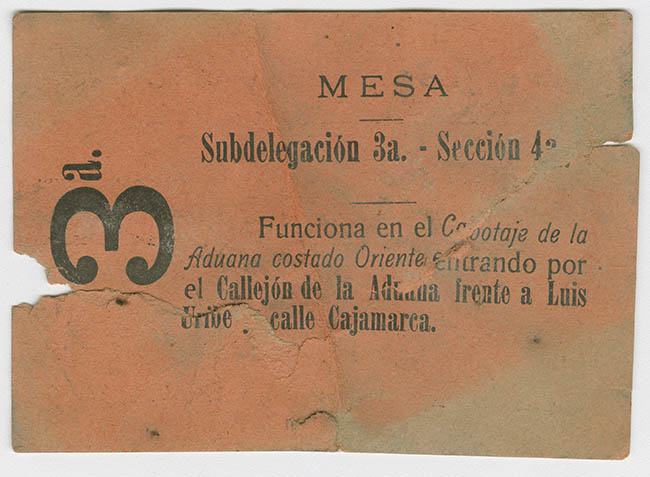 MESA
Subdelegación 3a. - Sección 4a
3a.
Funciona en el Cabotaje de la
Aduana costado Oriente entrando por
el Callejón de la Aduana frente a Luis
Uribe y calle Cajamarca.